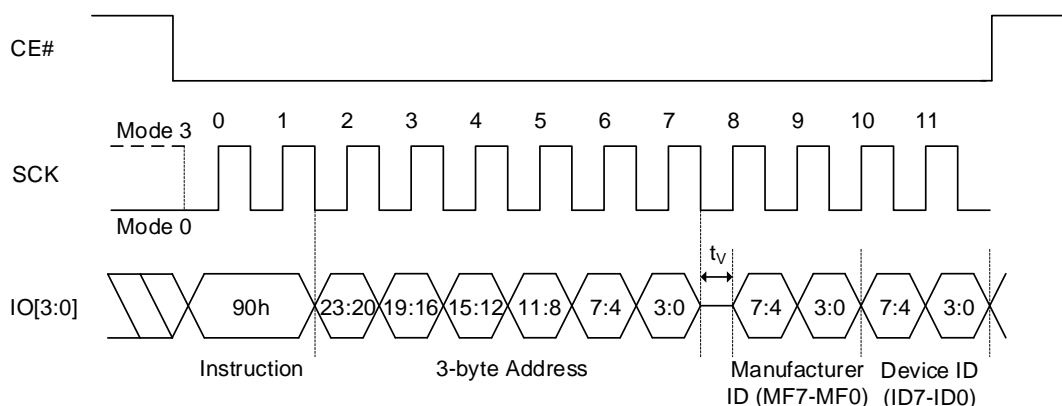 CE#
0 1 2 3 4 5 6 7 8 9 10 11
Mode 3
SCK
Mode 0
tV
IO[3:0] 90h 23:20 19:16 15:12 11:8 7:4 3:0 7:4 3:0 7:4 3:0
Instruction 3-byte Address Manufacturer Device ID
ID (MF7-MF0) (ID7-ID0)